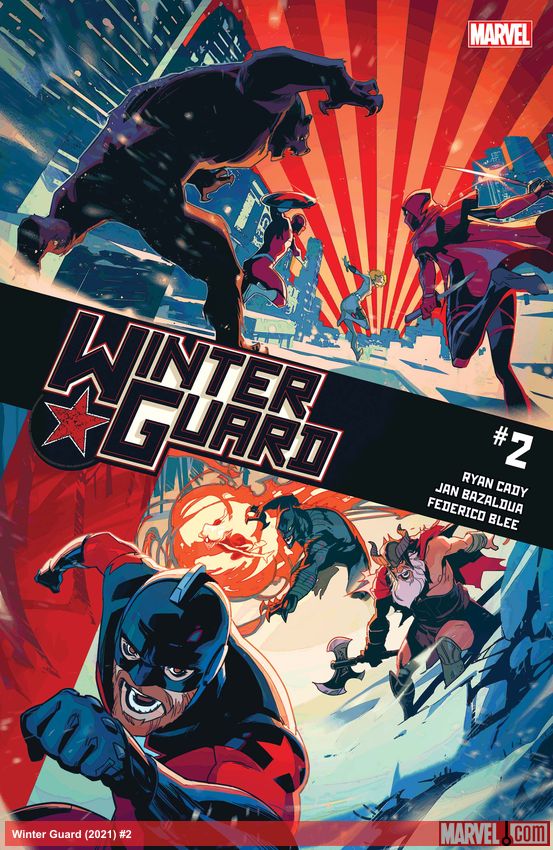 MARVEL
WINTER
GUARD
#2
RYAN CADY
JAN BAZALDUA
FEDERICO BLEE
Winter Guard (2021) #2
MARVEL.com